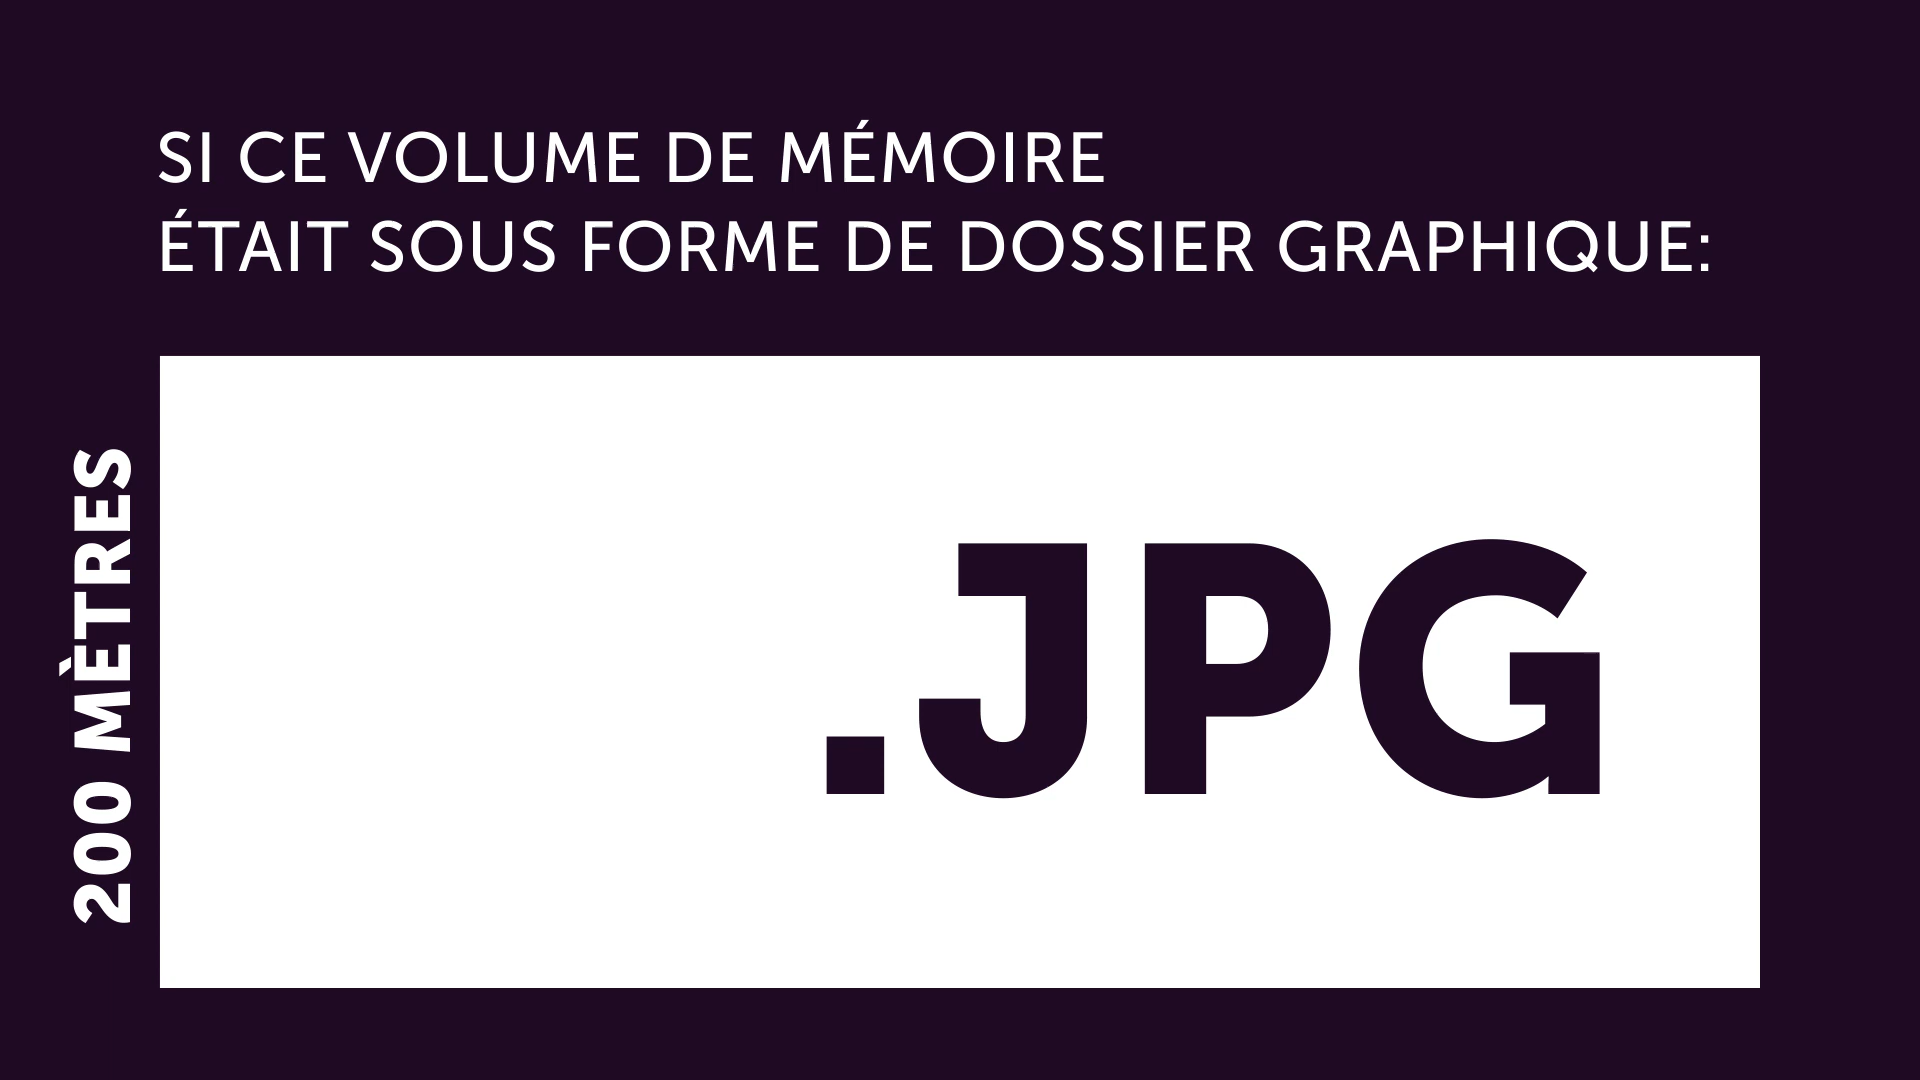 SI CE VOLUME DE MÉMOIRE
ÉTAIT SOUS FORME DE DOSSIER GRAPHIQUE:
200 MÈTRES
.JPG